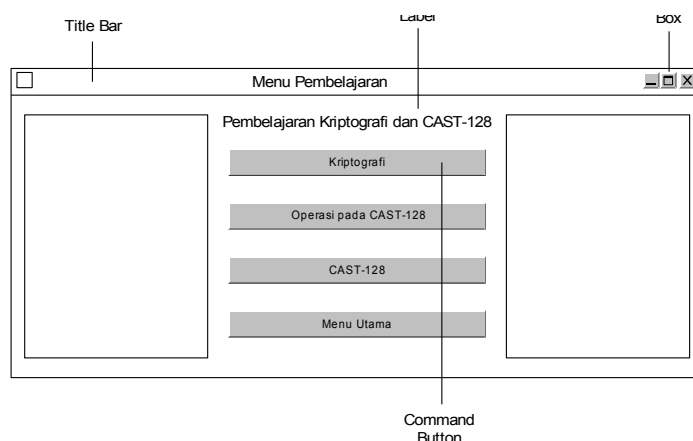 Title Bar
Label
Box
Menu Pembelajaran
Pembelajaran Kriptografi dan CAST-128
Kriptografi
Operasi pada CAST-128
CAST-128
Menu Utama
Command
Button